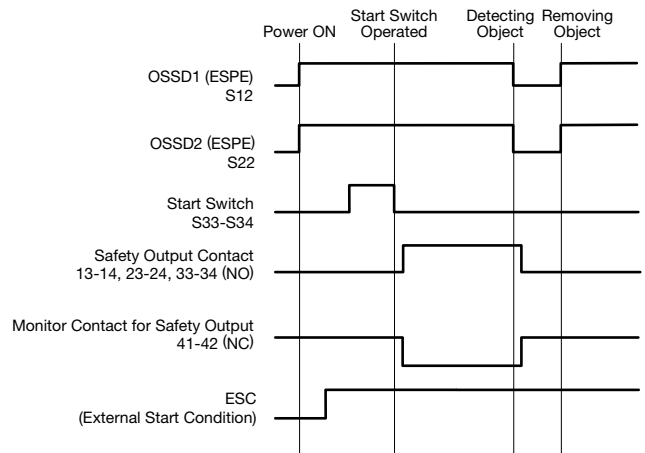 Power ON
Start Switch
Operated
Detecting
Object
Removing
Object
OSSD1 (ESPE)
S12
OSSD2 (ESPE)
S22
Start Switch
S33-S34
Safety Output Contact
13-14, 23-24, 33-34 (NO)
Monitor Contact for Safety Output
41-42 (NC)
ESC
(External Start Condition)